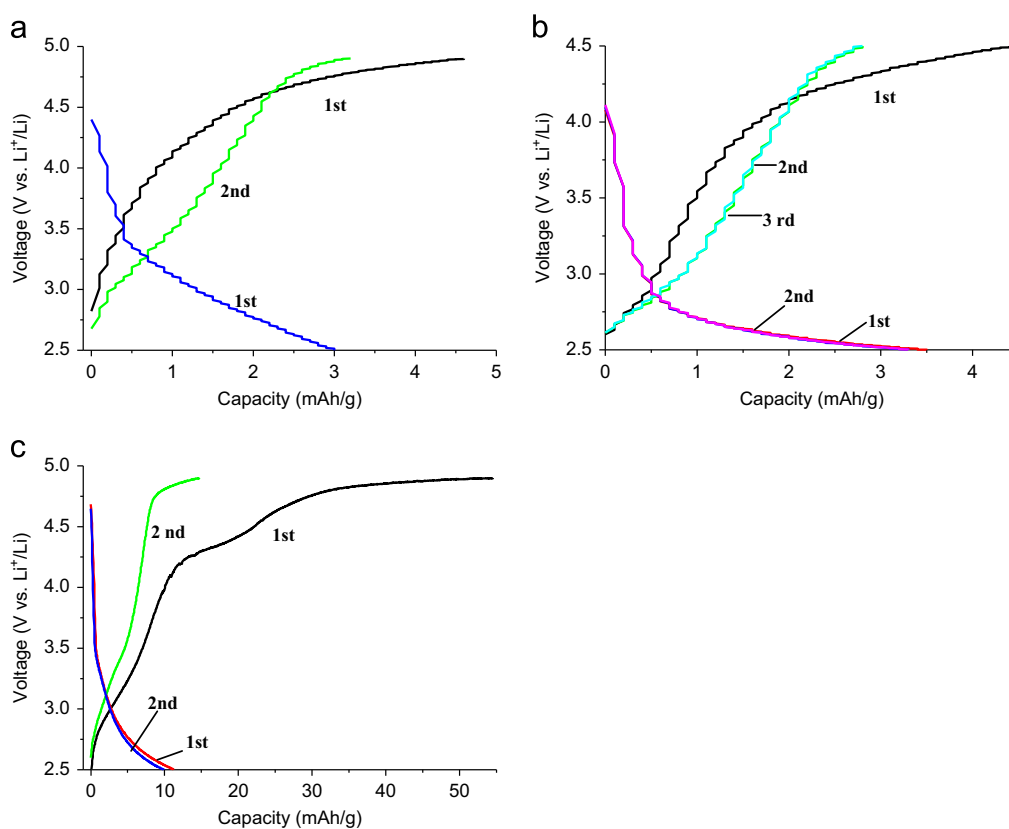 a
5.0
4.5
4.0
3.5
3.0
2.5
Voltage (V vs. Li⁺/Li)
1st
2nd
1st
0 1 2 3 4 5
Capacity (mAh/g)
b
4.5
4.0
3.5
3.0
2.5
Voltage (V vs. Li⁺/Li)
1st
2nd
3 rd
2nd
1st
0 1 2 3 4
Capacity (mAh/g)
c
5.0
4.5
4.0
3.5
3.0
2.5
Voltage (V vs. Li⁺/Li)
2 nd
1st
2nd
1st
0 10 20 30 40 50
Capacity (mAh/g)